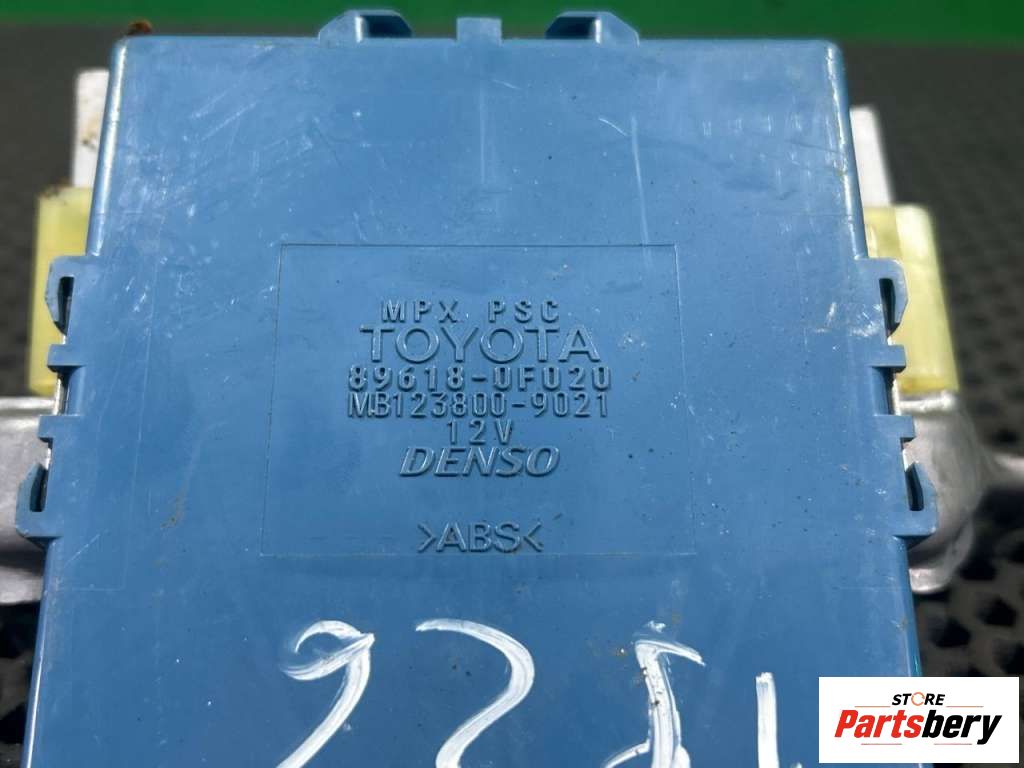 MPX PSC
TOYOTA
89618-0F020
MB123800-9021
12V
DENSO
>ABS<
STORE
Partsbery